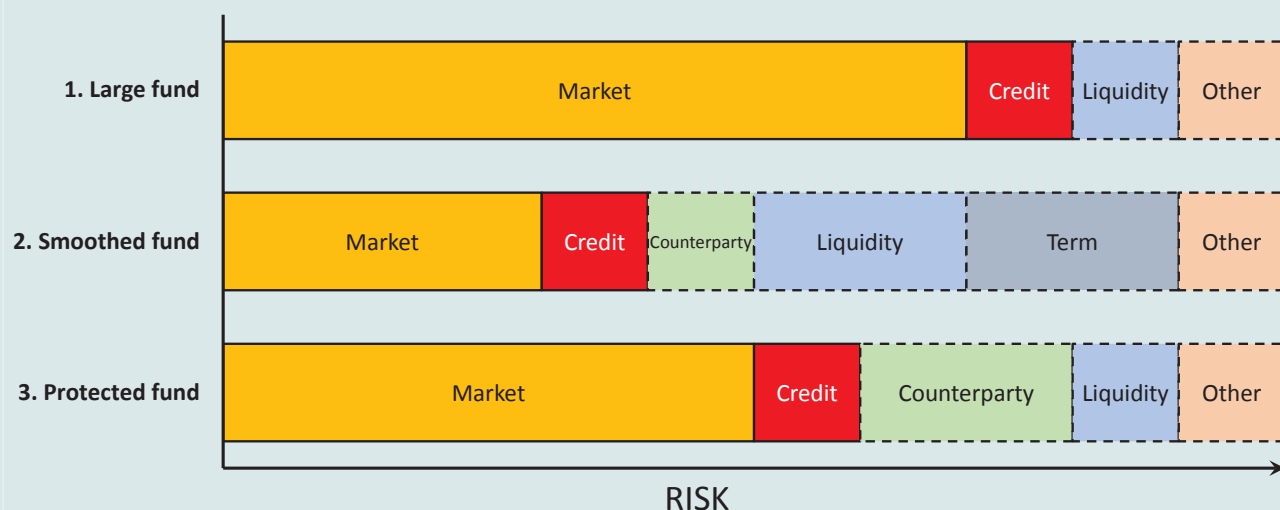 1. Large fund
Market
Credit
Liquidity
Other
2. Smoothed fund
Market
Credit
Counterparty
Liquidity
Term
Other
3. Protected fund
Market
Credit
Counterparty
Liquidity
Other
RISK